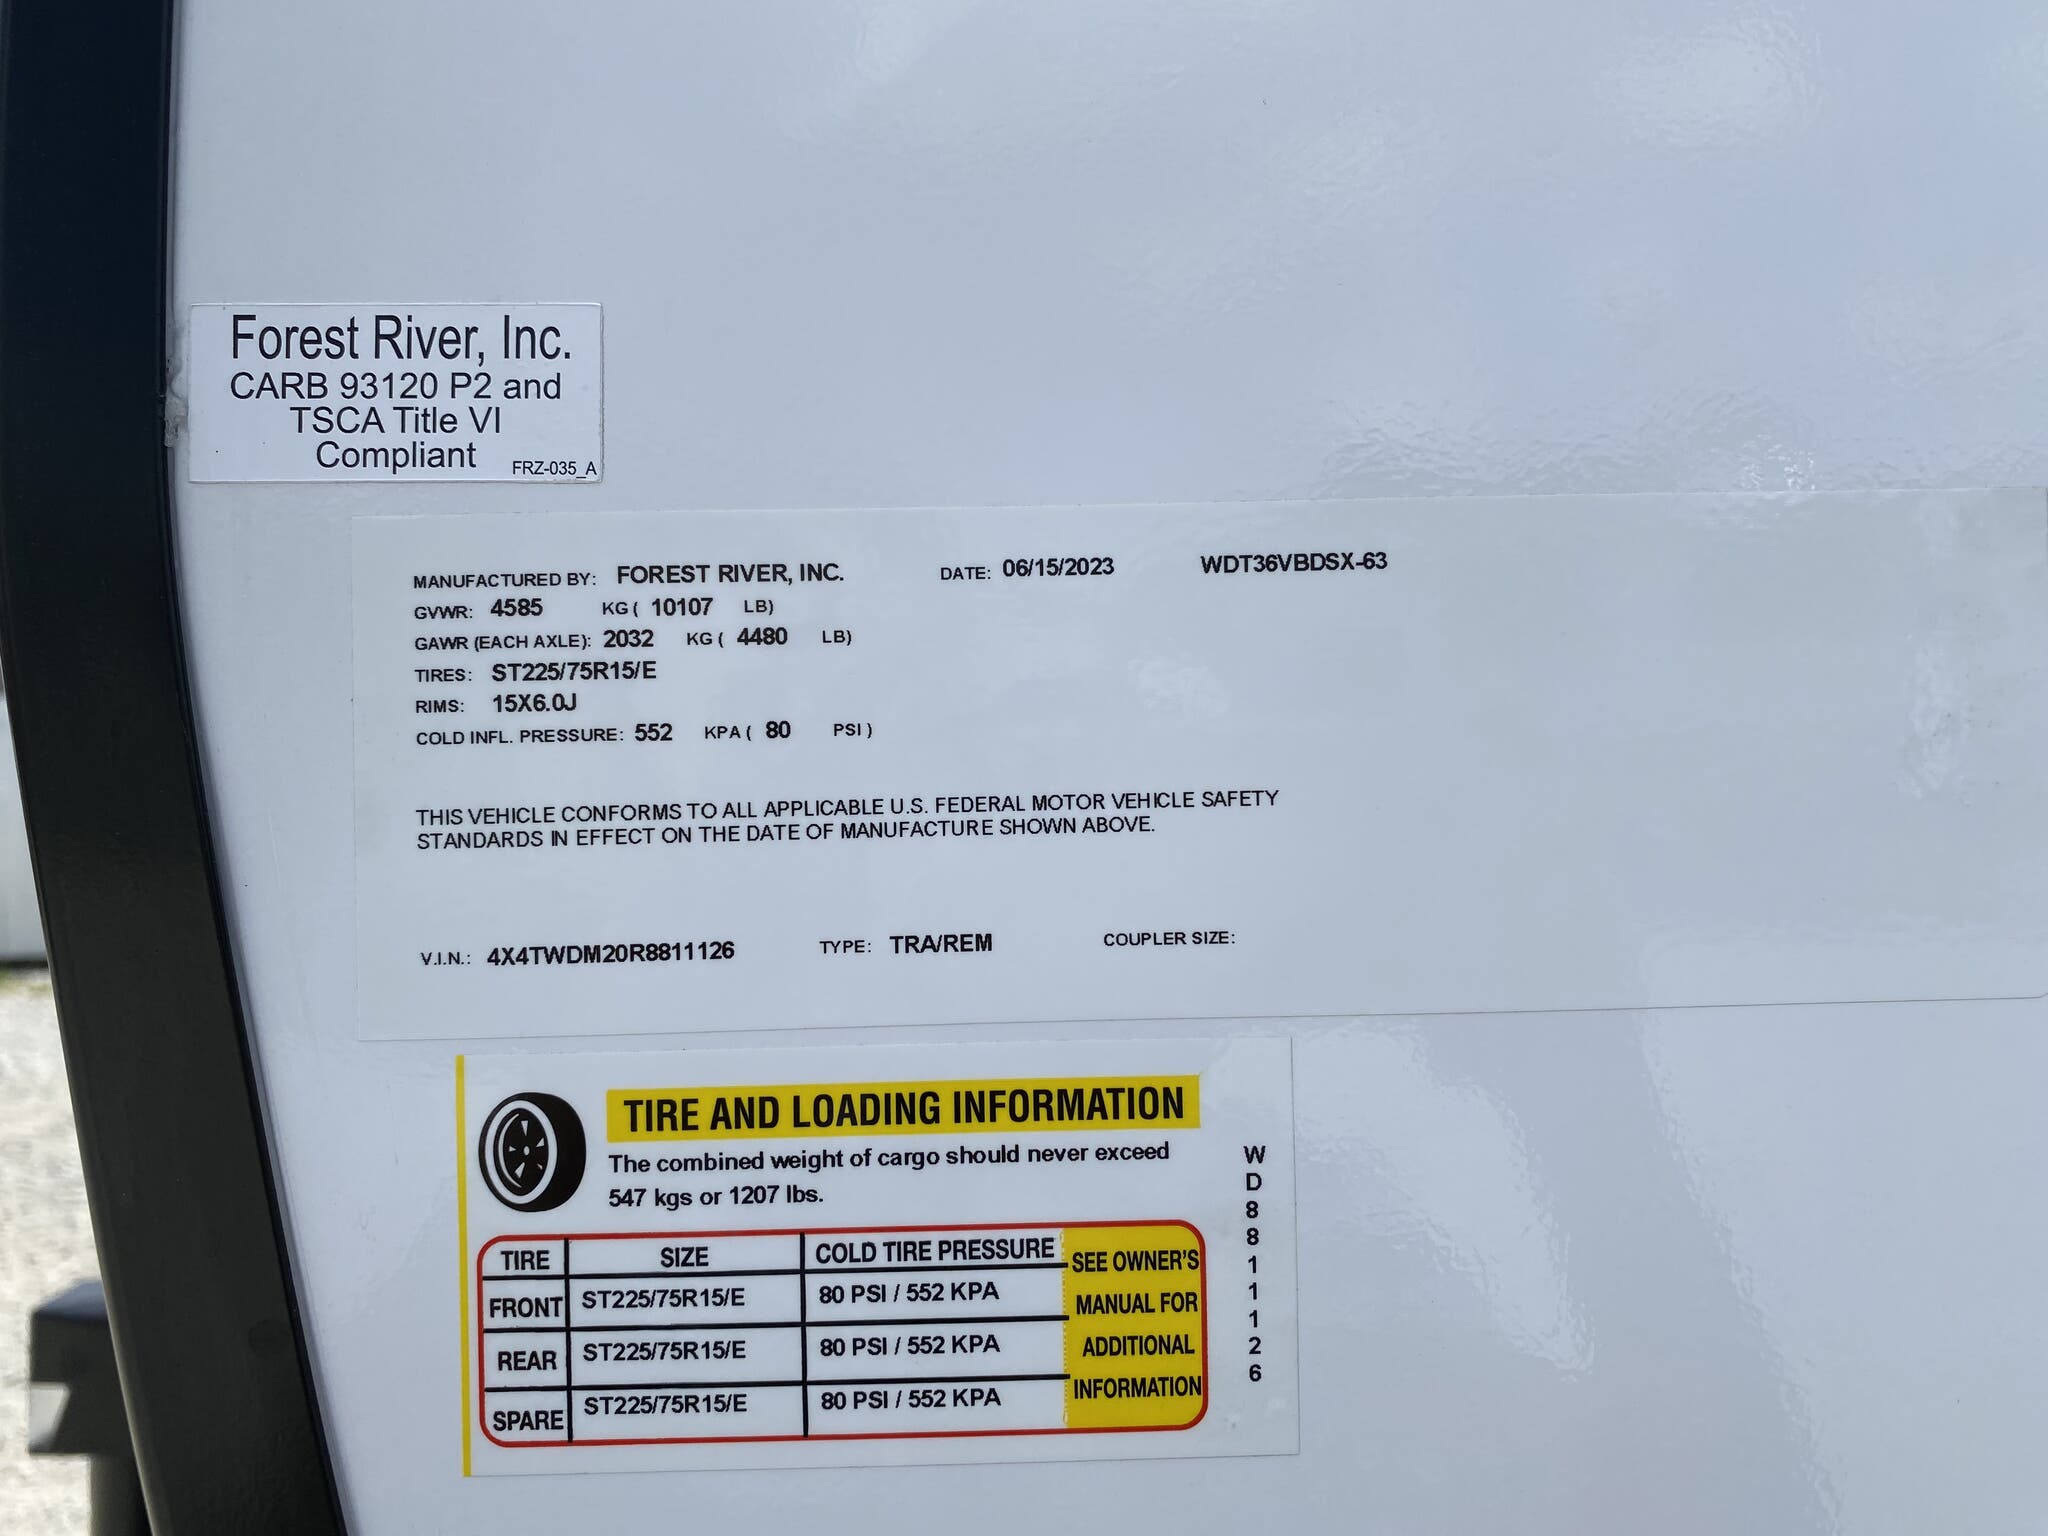 Forest River, Inc.
CARB 93120 P2 and
TSCA Title VI
Compliant FRZ-035_A
MANUFACTURED BY: FOREST RIVER, INC. DATE: 06/15/2023 WDT36VBDSX-63
GVWR: 4585 KG ( 10107 LB)
GAWR (EACH AXLE): 2032 KG ( 4480 LB)
TIRES: ST225/75R15/E
RIMS: 15X6.0J
COLD INFL. PRESSURE: 552 KPA ( 80 PSI )
THIS VEHICLE CONFORMS TO ALL APPLICABLE U.S. FEDERAL MOTOR VEHICLE SAFETY
STANDARDS IN EFFECT ON THE DATE OF MANUFACTURE SHOWN ABOVE.
V.I.N.: 4X4TWDM20R8811126 TYPE: TRA/REM COUPLER SIZE:
TIRE AND LOADING INFORMATION
The combined weight of cargo should never exceed
547 kgs or 1207 lbs.
TIRE SIZE COLD TIRE PRESSURE
FRONT ST225/75R15/E 80 PSI / 552 KPA
REAR ST225/75R15/E 80 PSI / 552 KPA
SPARE ST225/75R15/E 80 PSI / 552 KPA
SEE OWNER'S
MANUAL FOR
ADDITIONAL
INFORMATION
WD8811126